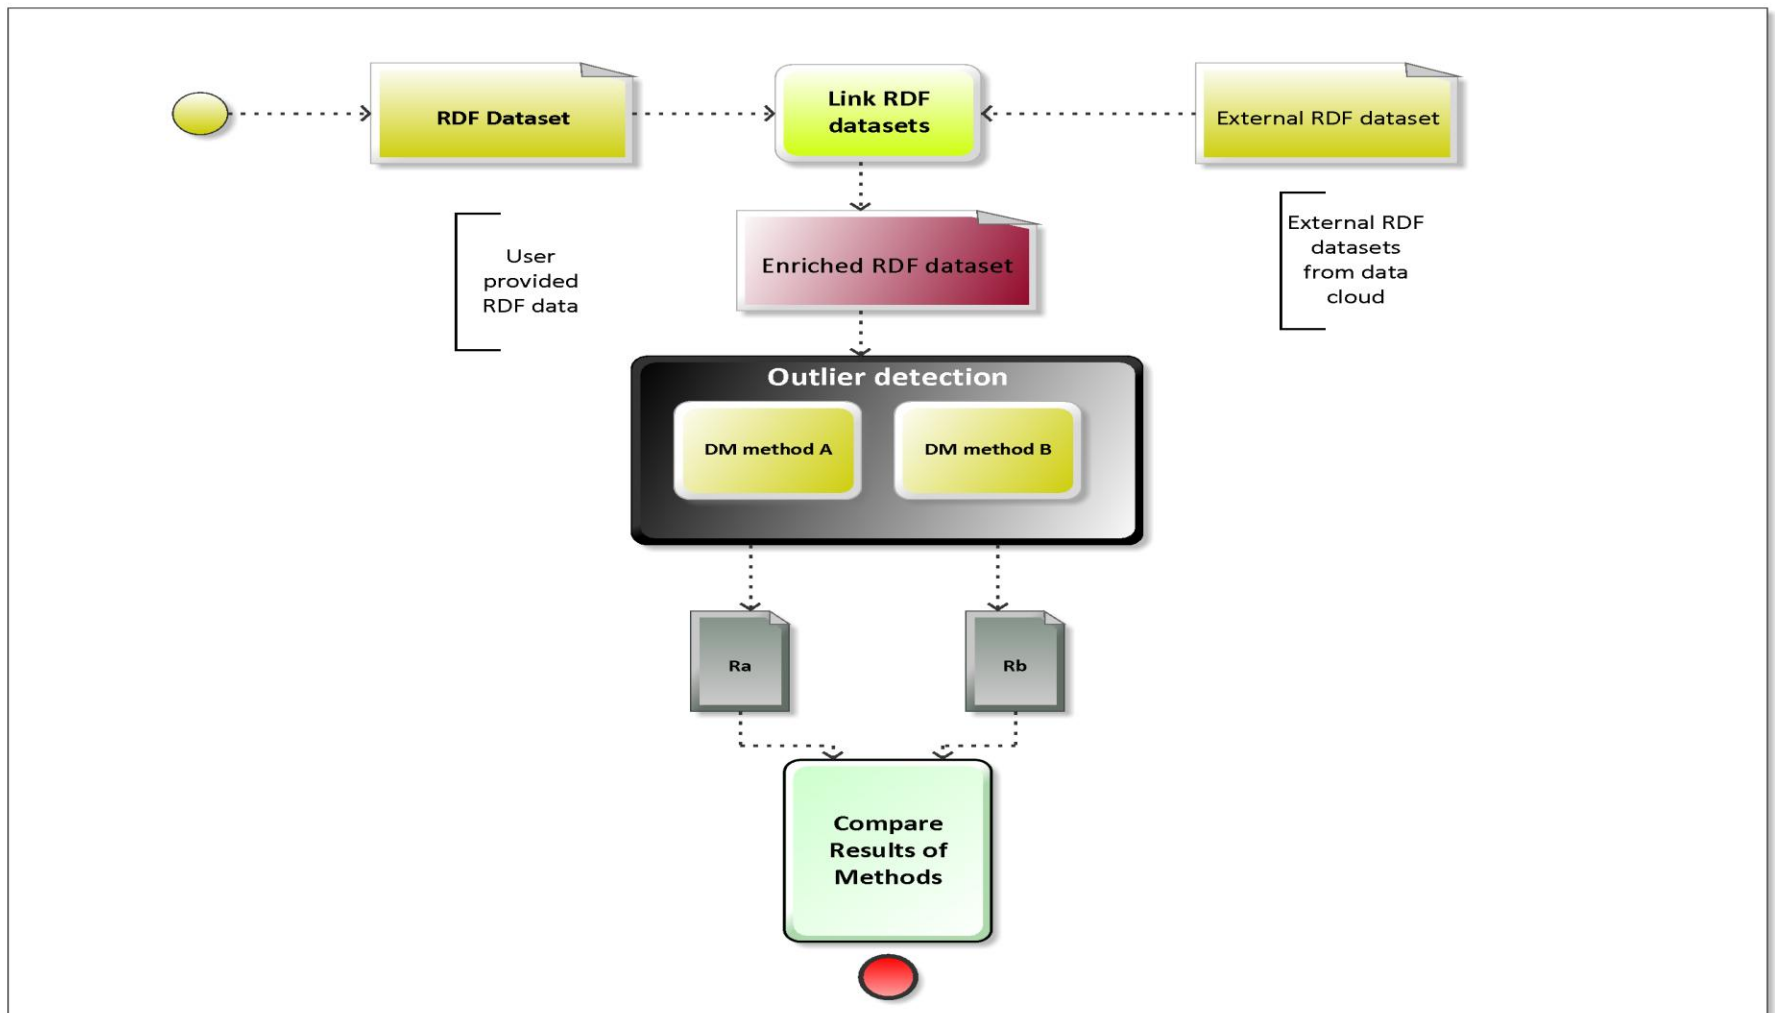 RDF Dataset
Link RDF
datasets
External RDF dataset
User
provided
RDF data
Enriched RDF dataset
External RDF
datasets
from data
cloud
Outlier detection
DM method A
DM method B
Ra
Rb
Compare
Results of
Methods